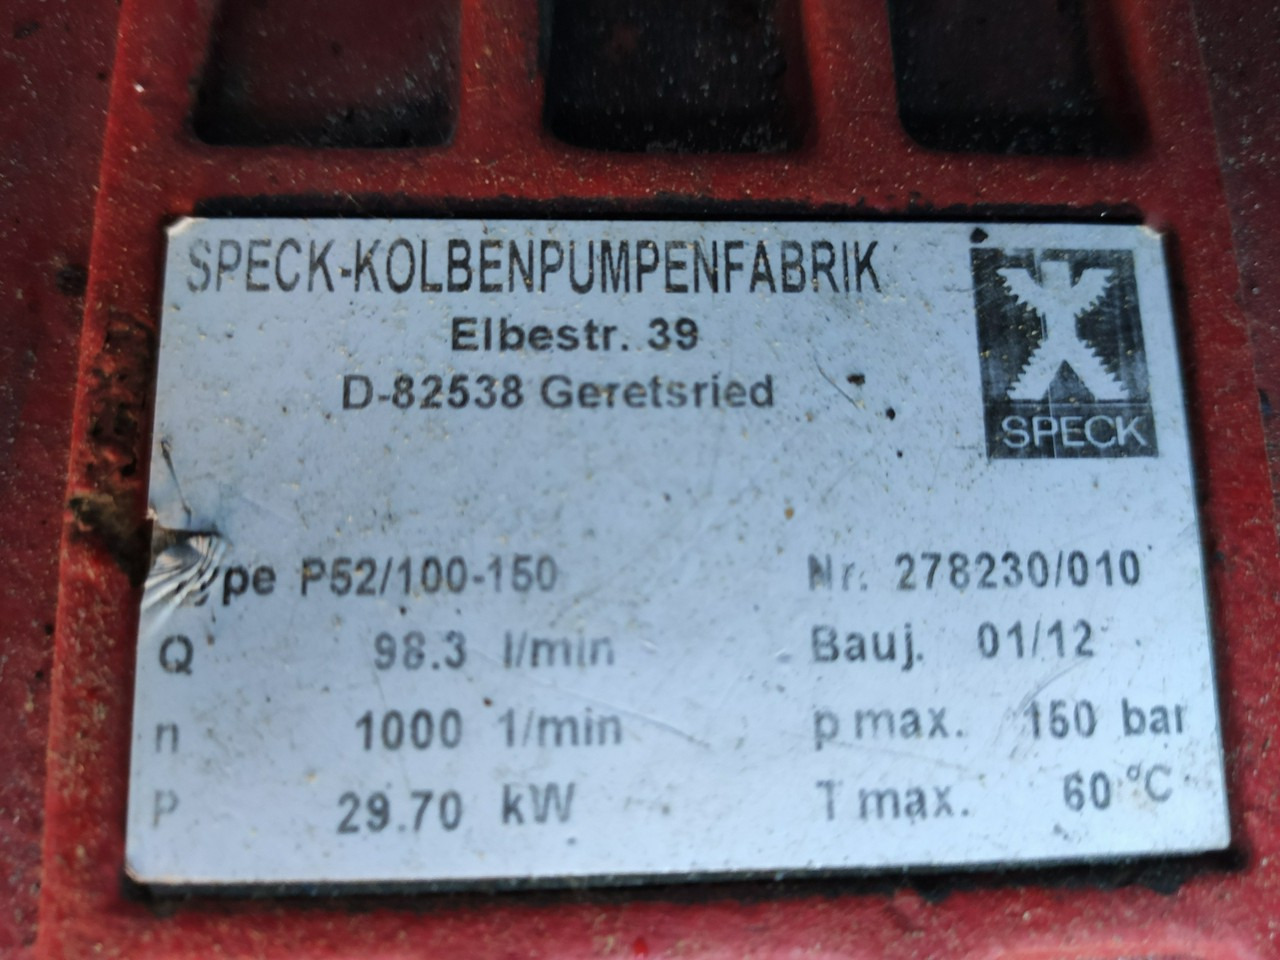 SPECK-KOLBENPUMPENFABRIK
Elbestr. 39
D-82538 Geretsried
SPECK
Type P52/100-150 Nr. 278230/010
Q 98.3 l/min Bauj. 01/12
n 1000 1/min p max. 150 bar
P 29.70 kW T max. 60 °C